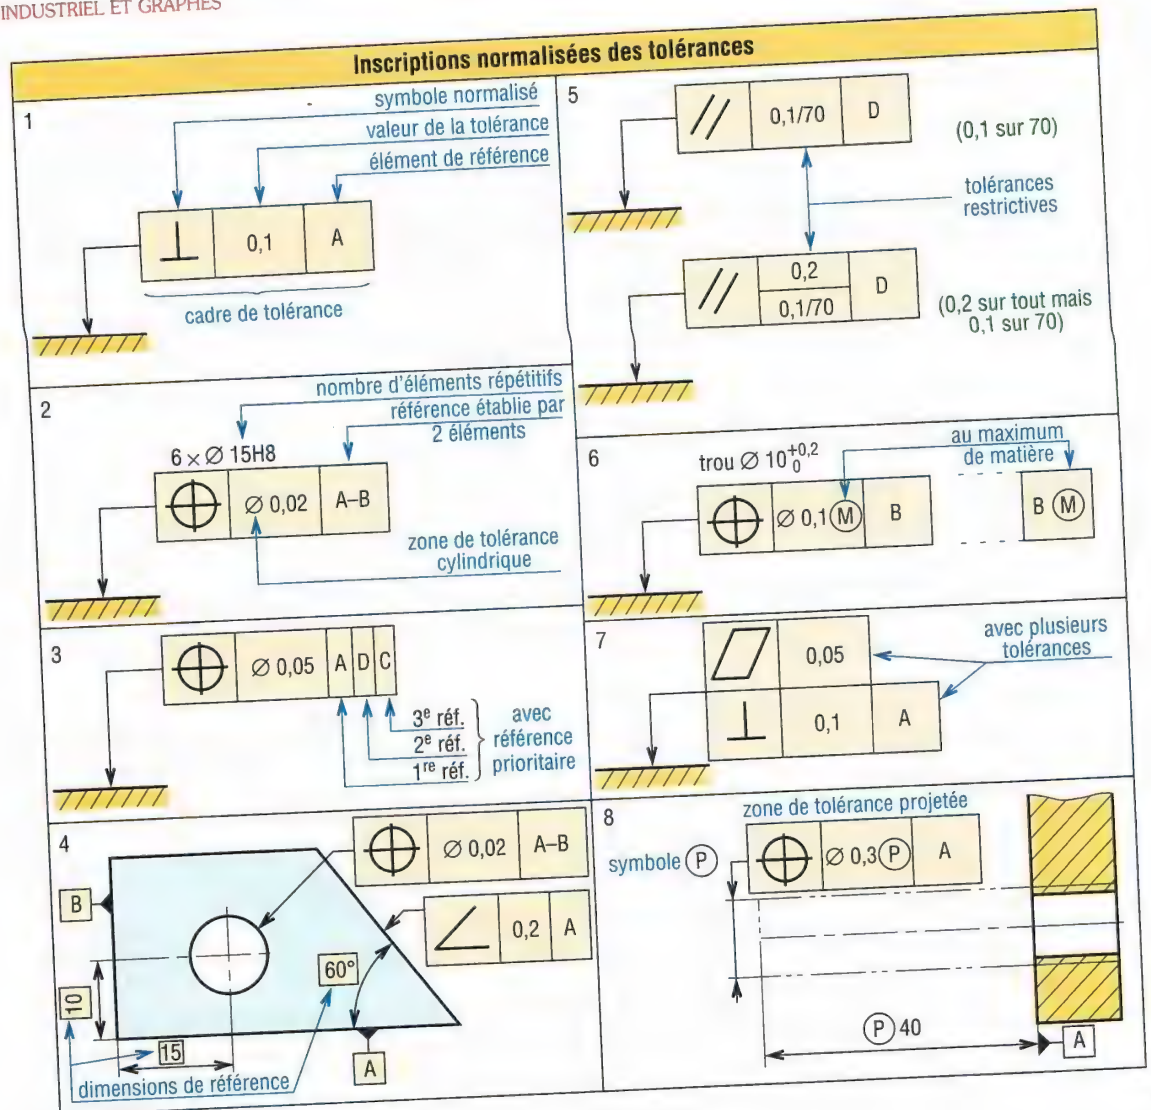 INDUSTRIEL ET GRAPHES
Inscriptions normalisées des tolérances
1
symbole normalisé
valeur de la tolérance
élément de référence
⊥ 0,1 A
cadre de tolérance
2
nombre d'éléments répétitifs
référence établie par
2 éléments
6 × Ø 15H8
⌖ Ø 0,02 A–B
zone de tolérance
cylindrique
3
⌖ Ø 0,05 A D C
3e réf.
2e réf.
1re réf.
avec
référence
prioritaire
4
⌖ Ø 0,02 A–B
B
∠ 0,2 A
60°
10
15
A
dimensions de référence
5
// 0,1/70 D
(0,1 sur 70)
tolérances
restrictives
// 0,2 D
0,1/70
(0,2 sur tout mais
0,1 sur 70)
6
trou Ø 10 +0,2 0
au maximum
de matière
⌖ Ø 0,1 Ⓜ B
B Ⓜ
7
⏥ 0,05
⊥ 0,1 A
avec plusieurs
tolérances
8
zone de tolérance projetée
symbole Ⓟ
⌖ Ø 0,3 Ⓟ A
Ⓟ 40
A